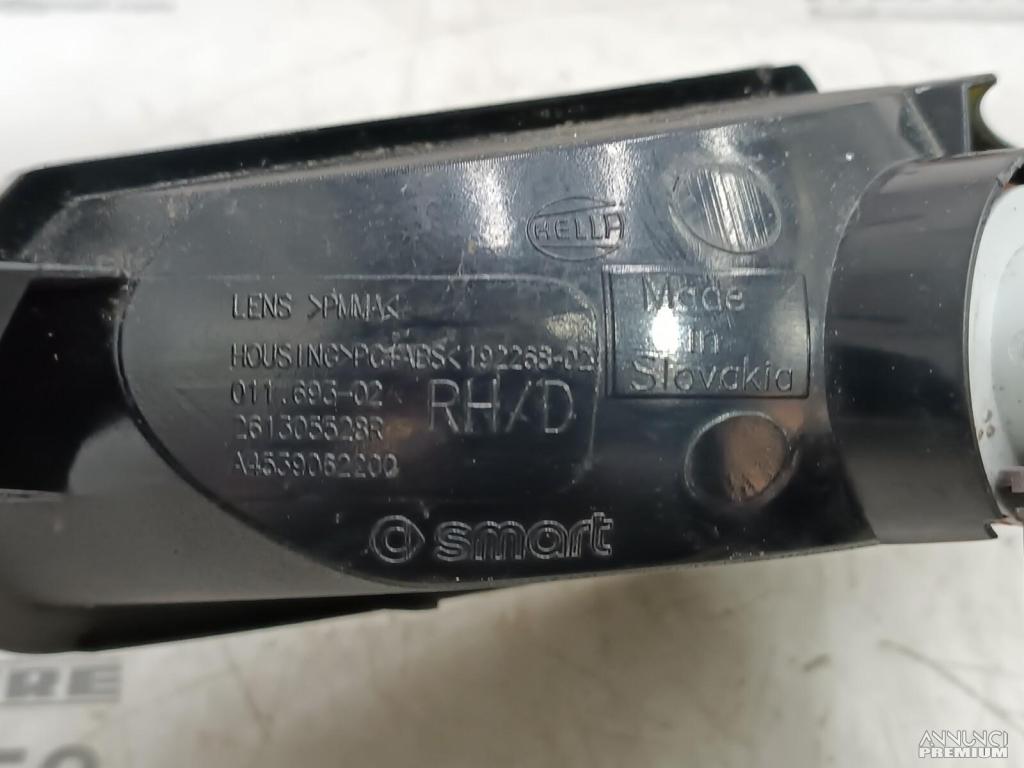 HELLA
LENS >PMMA<
HOUSING>PC+ABS<192268-02
011.693-02
261305528R
A4539062200
RH/D
Made
in
Slovakia
smart
ANNUNCI
PREMIUM